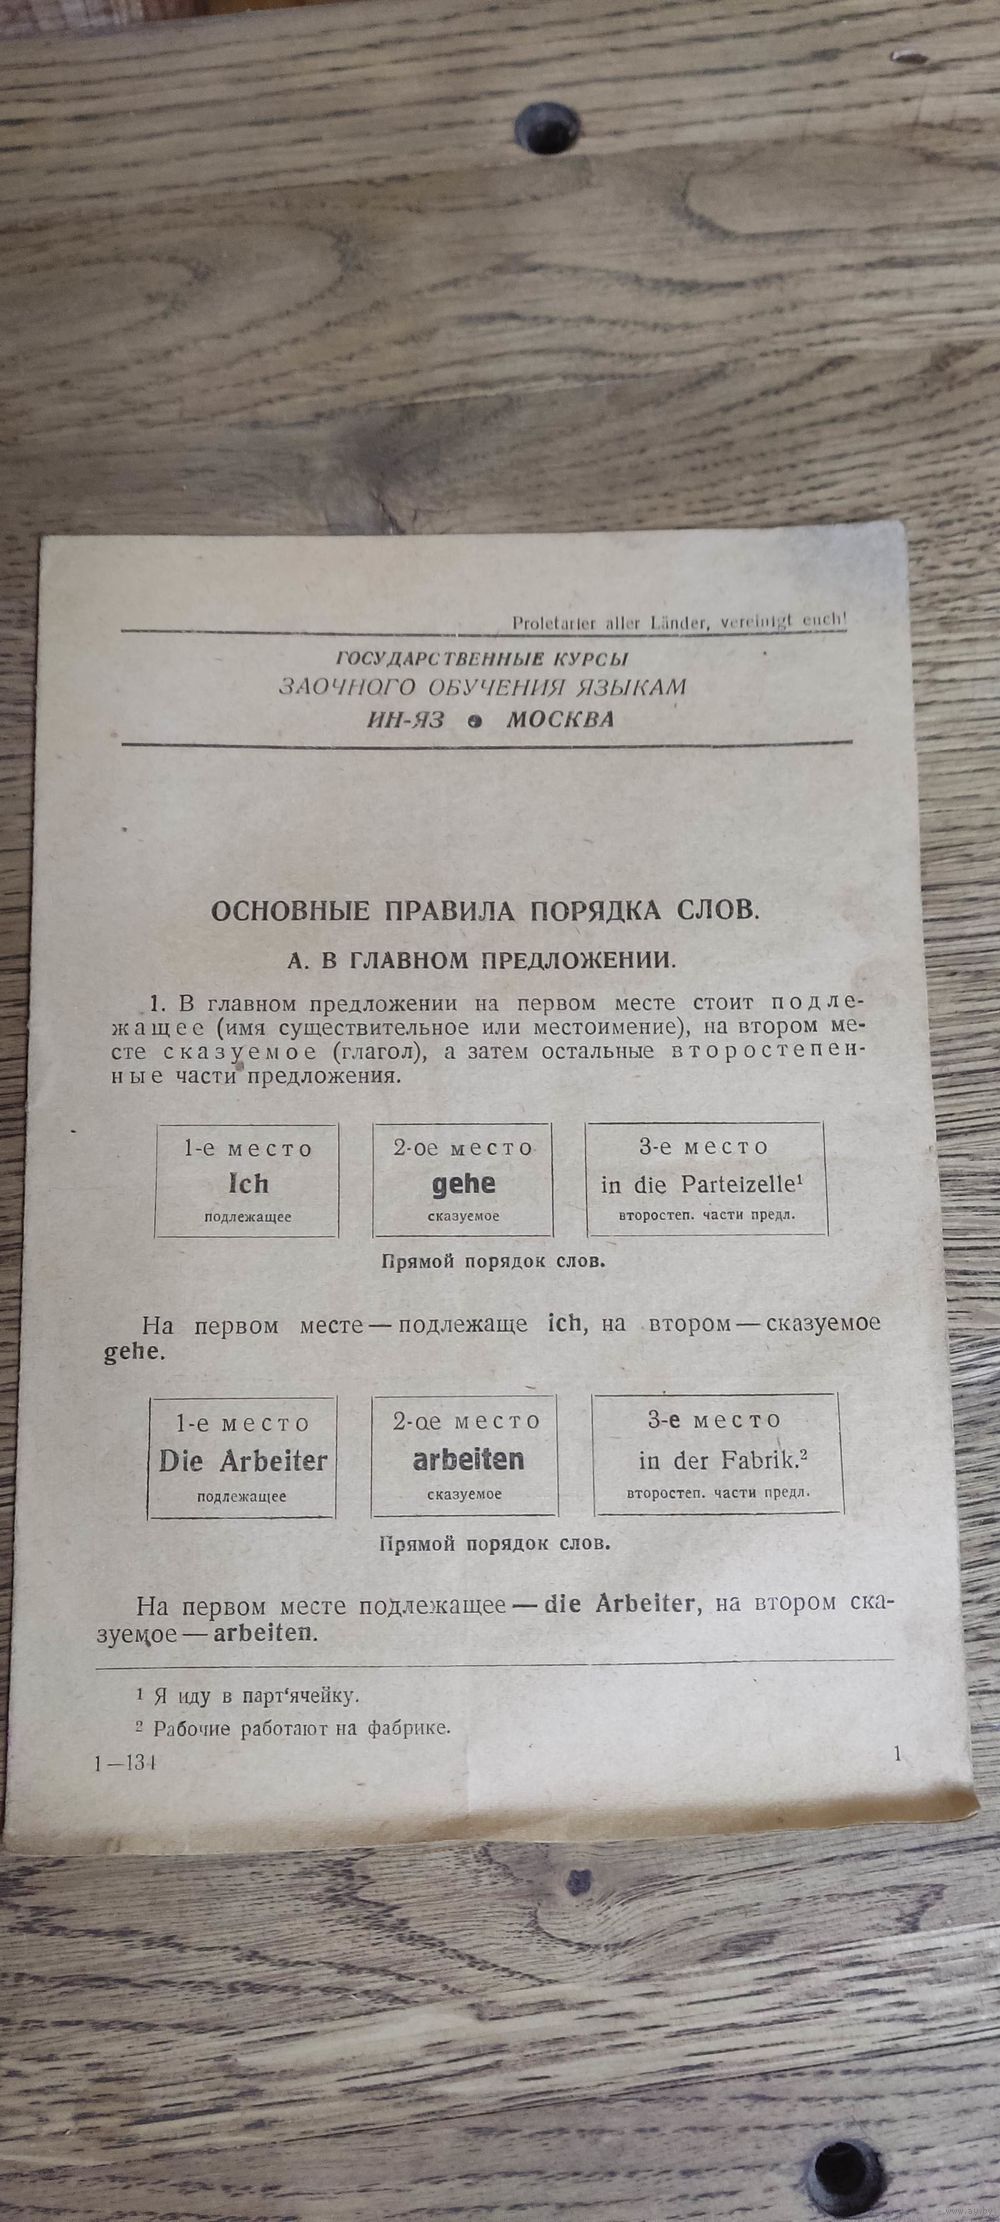 Proletarier aller Länder, vereinigt euch!
ГОСУДАРСТВЕННЫЕ КУРСЫ
ЗАОЧНОГО ОБУЧЕНИЯ ЯЗЫКАМ
ИН-ЯЗ ● МОСКВА
ОСНОВНЫЕ ПРАВИЛА ПОРЯДКА СЛОВ.
А. В ГЛАВНОМ ПРЕДЛОЖЕНИИ.
1. В главном предложении на первом месте стоит подле-
жащее (имя существительное или местоимение), на втором ме-
сте сказуемое (глагол), а затем остальные второстепен-
ные части предложения.
1-е место 2-ое место 3-е место
Ich gehe in die Parteizelle¹
подлежащее сказуемое второстеп. части предл.
Прямой порядок слов.
На первом месте — подлежаще ich, на втором — сказуемое
gehe.
1-е место 2-ое место 3-е место
Die Arbeiter arbeiten in der Fabrik.²
подлежащее сказуемое второстеп. части предл.
Прямой порядок слов.
На первом месте подлежащее — die Arbeiter, на втором ска-
зуемое — arbeiten.
¹ Я иду в парт‘ячейку.
² Рабочие работают на фабрике.
1—134 1
www.ay.by